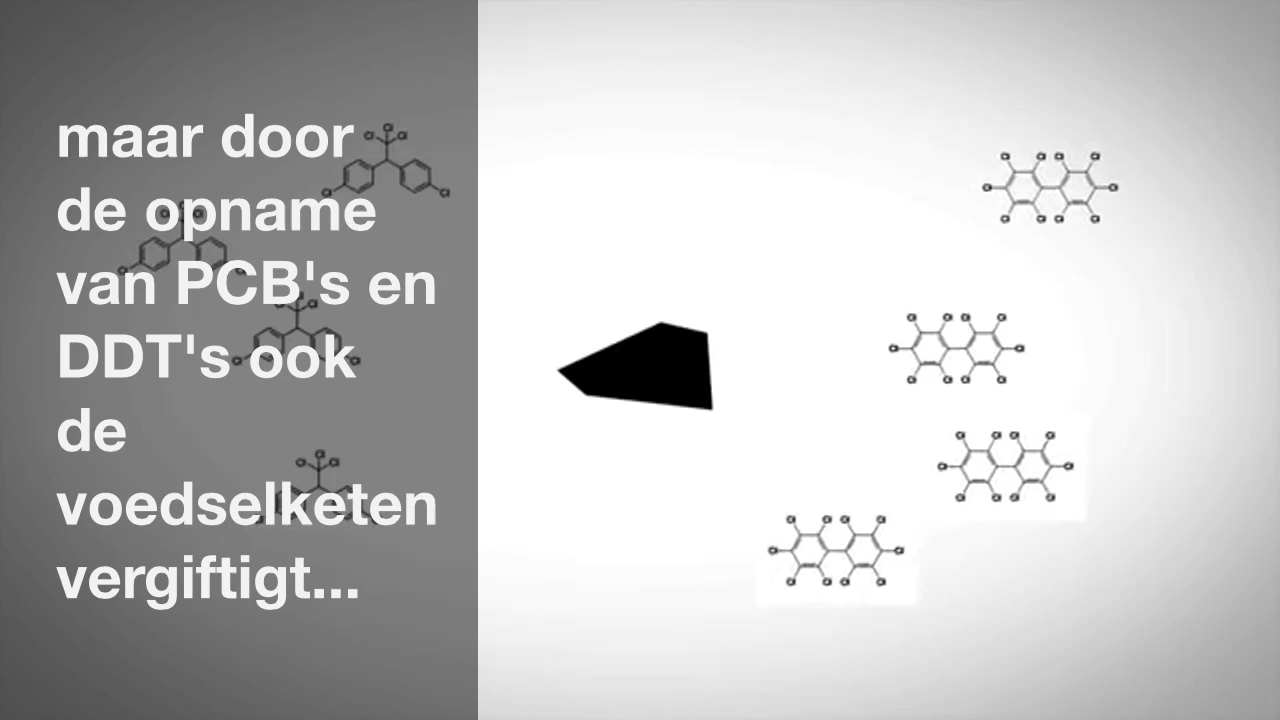 maar door
de opname
van PCB's en
DDT's ook
de
voedselketen
vergiftigt...